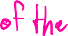 of the